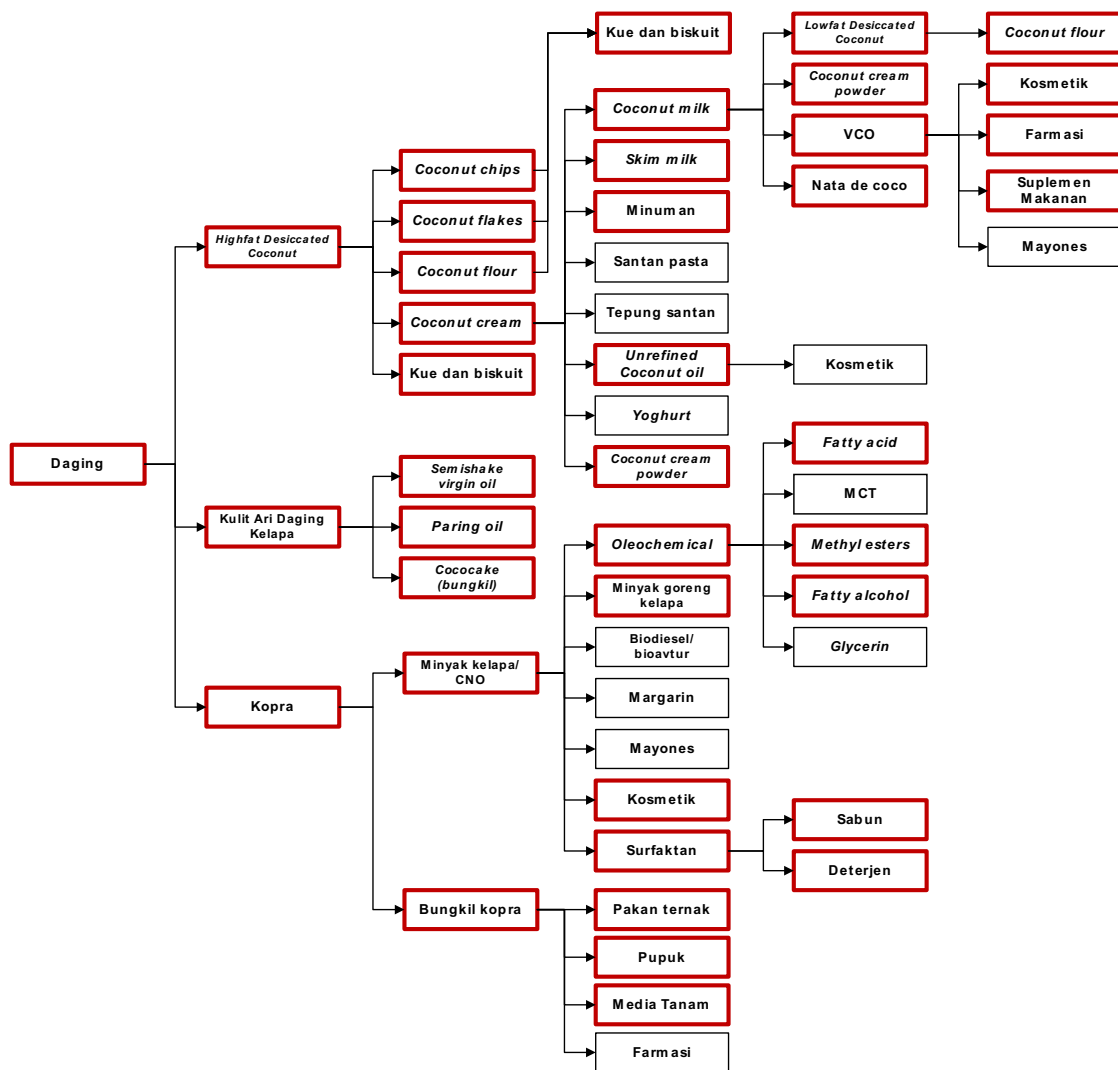 Kue dan biskuit
Lowfat Desiccated
Coconut
Coconut flour
Coconut milk
Coconut cream
powder
Kosmetik
VCO
Farmasi
Coconut chips
Skim milk
Nata de coco
Suplemen
Makanan
Highfat Desiccated
Coconut
Coconut flakes
Minuman
Mayones
Coconut flour
Santan pasta
Coconut cream
Tepung santan
Kue dan biskuit
Unrefined
Coconut oil
Kosmetik
Yoghurt
Daging
Coconut cream
powder
Fatty acid
Semishake
virgin oil
MCT
Kulit Ari Daging
Kelapa
Paring oil
Oleochemical
Methyl esters
Cococake
(bungkil)
Minyak goreng
kelapa
Fatty alcohol
Biodiesel/
bioavtur
Glycerin
Minyak kelapa/
CNO
Kopra
Margarin
Mayones
Kosmetik
Sabun
Surfaktan
Deterjen
Bungkil kopra
Pakan ternak
Pupuk
Media Tanam
Farmasi